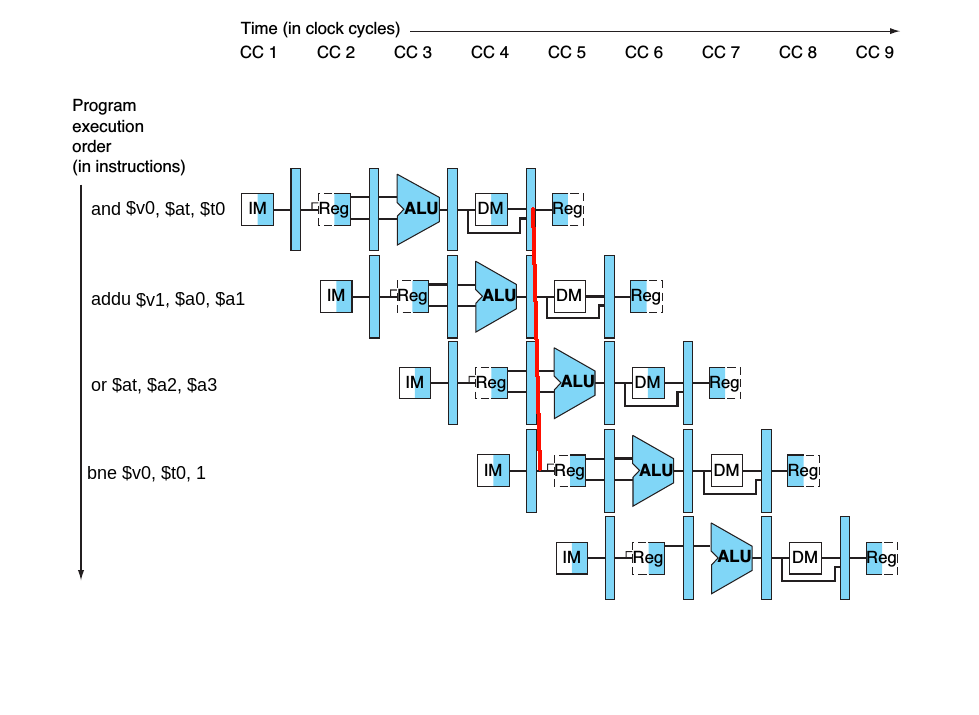 Time (in clock cycles)
CC 1 CC 2 CC 3 CC 4 CC 5 CC 6 CC 7 CC 8 CC 9
Program
execution
order
(in instructions)
and $v0, $at, $t0 IM Reg ALU DM Reg
addu $v1, $a0, $a1 IM Reg ALU DM Reg
or $at, $a2, $a3 IM Reg ALU DM Reg
bne $v0, $t0, 1 IM Reg ALU DM Reg
IM Reg ALU DM Reg